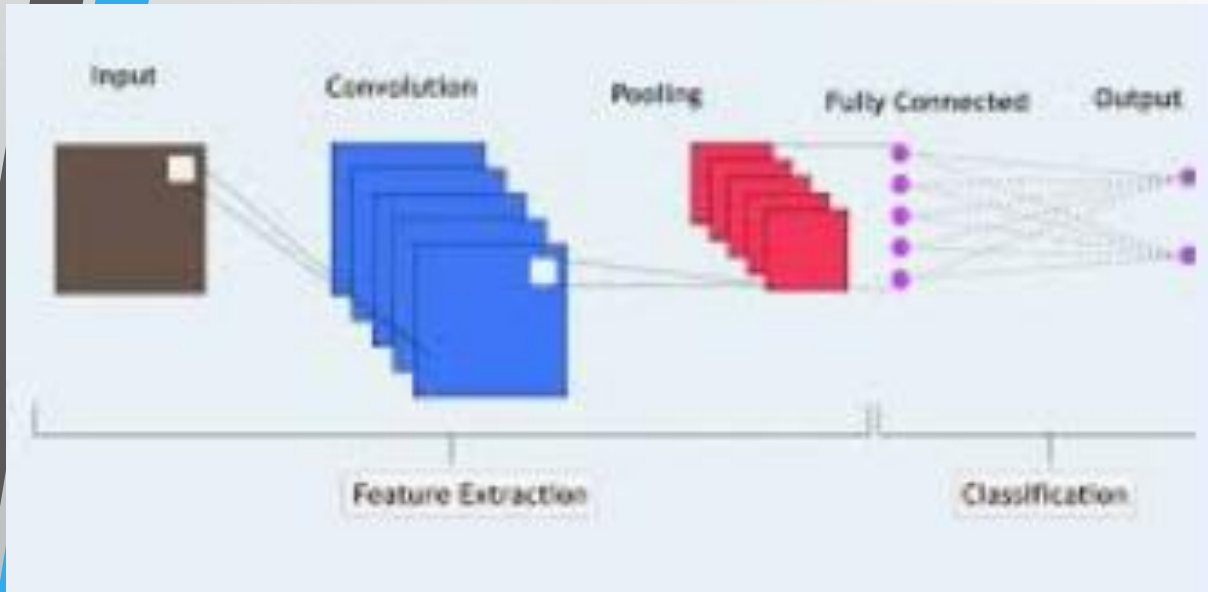 Input
Convolution
Pooling
Fully Connected
Output
Feature Extraction
Classification